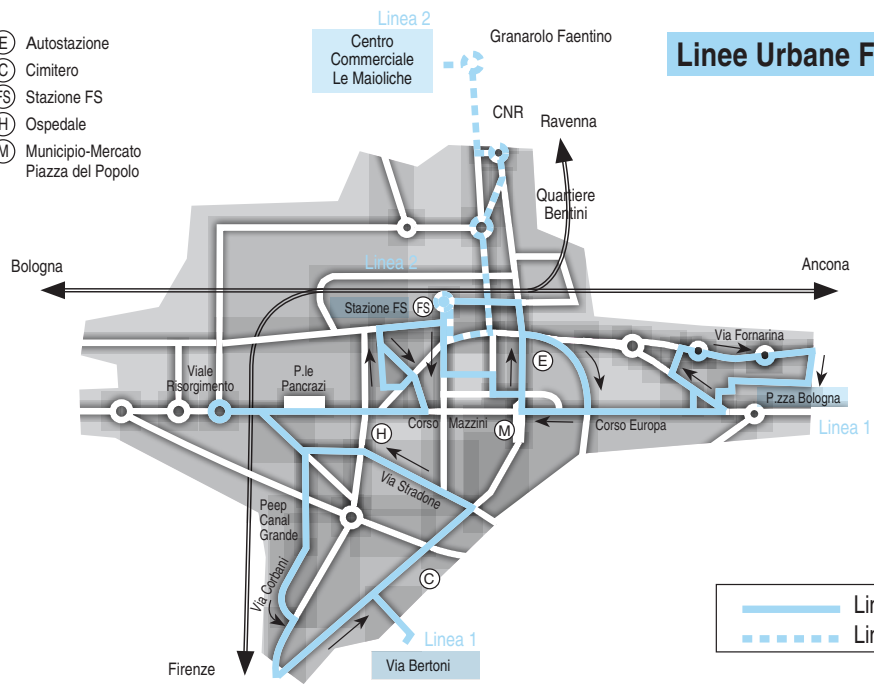 Linea 2
Centro
Commerciale
Le Maioliche
Granarolo Faentino
Linee Urbane F
E Autostazione
C Cimitero
FS Stazione FS
H Ospedale
M Municipio-Mercato
Piazza del Popolo
CNR
Ravenna
Quartiere
Bentini
Bologna
Linea 2
Ancona
Stazione FS FS
Via Fornarina
E
Viale
Risorgimento
P.le
Pancrazi
P.zza Bologna
Corso Mazzini
Corso Europa
Linea 1
H
M
Via Stradone
Peep
Canal
Grande
Via Corbani
C
Linea 1
Via Bertoni
Firenze
Lin
Lin